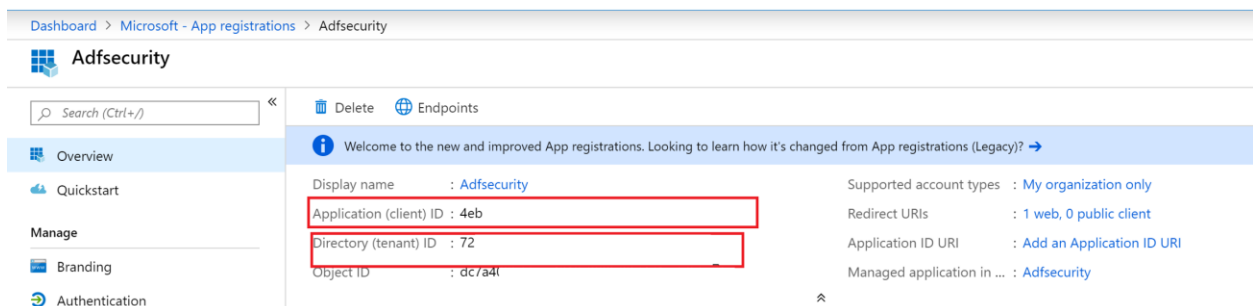 Dashboard > Microsoft - App registrations > Adfsecurity
Adfsecurity
Search (Ctrl+/)
«
Overview
Quickstart
Manage
Branding
Authentication
Delete
Endpoints
Welcome to the new and improved App registrations. Looking to learn how it's changed from App registrations (Legacy)? →
Display name : Adfsecurity
Application (client) ID : 4eb
Directory (tenant) ID : 72
Object ID : dc7a4
Supported account types : My organization only
Redirect URIs : 1 web, 0 public client
Application ID URI : Add an Application ID URI
Managed application in ... : Adfsecurity